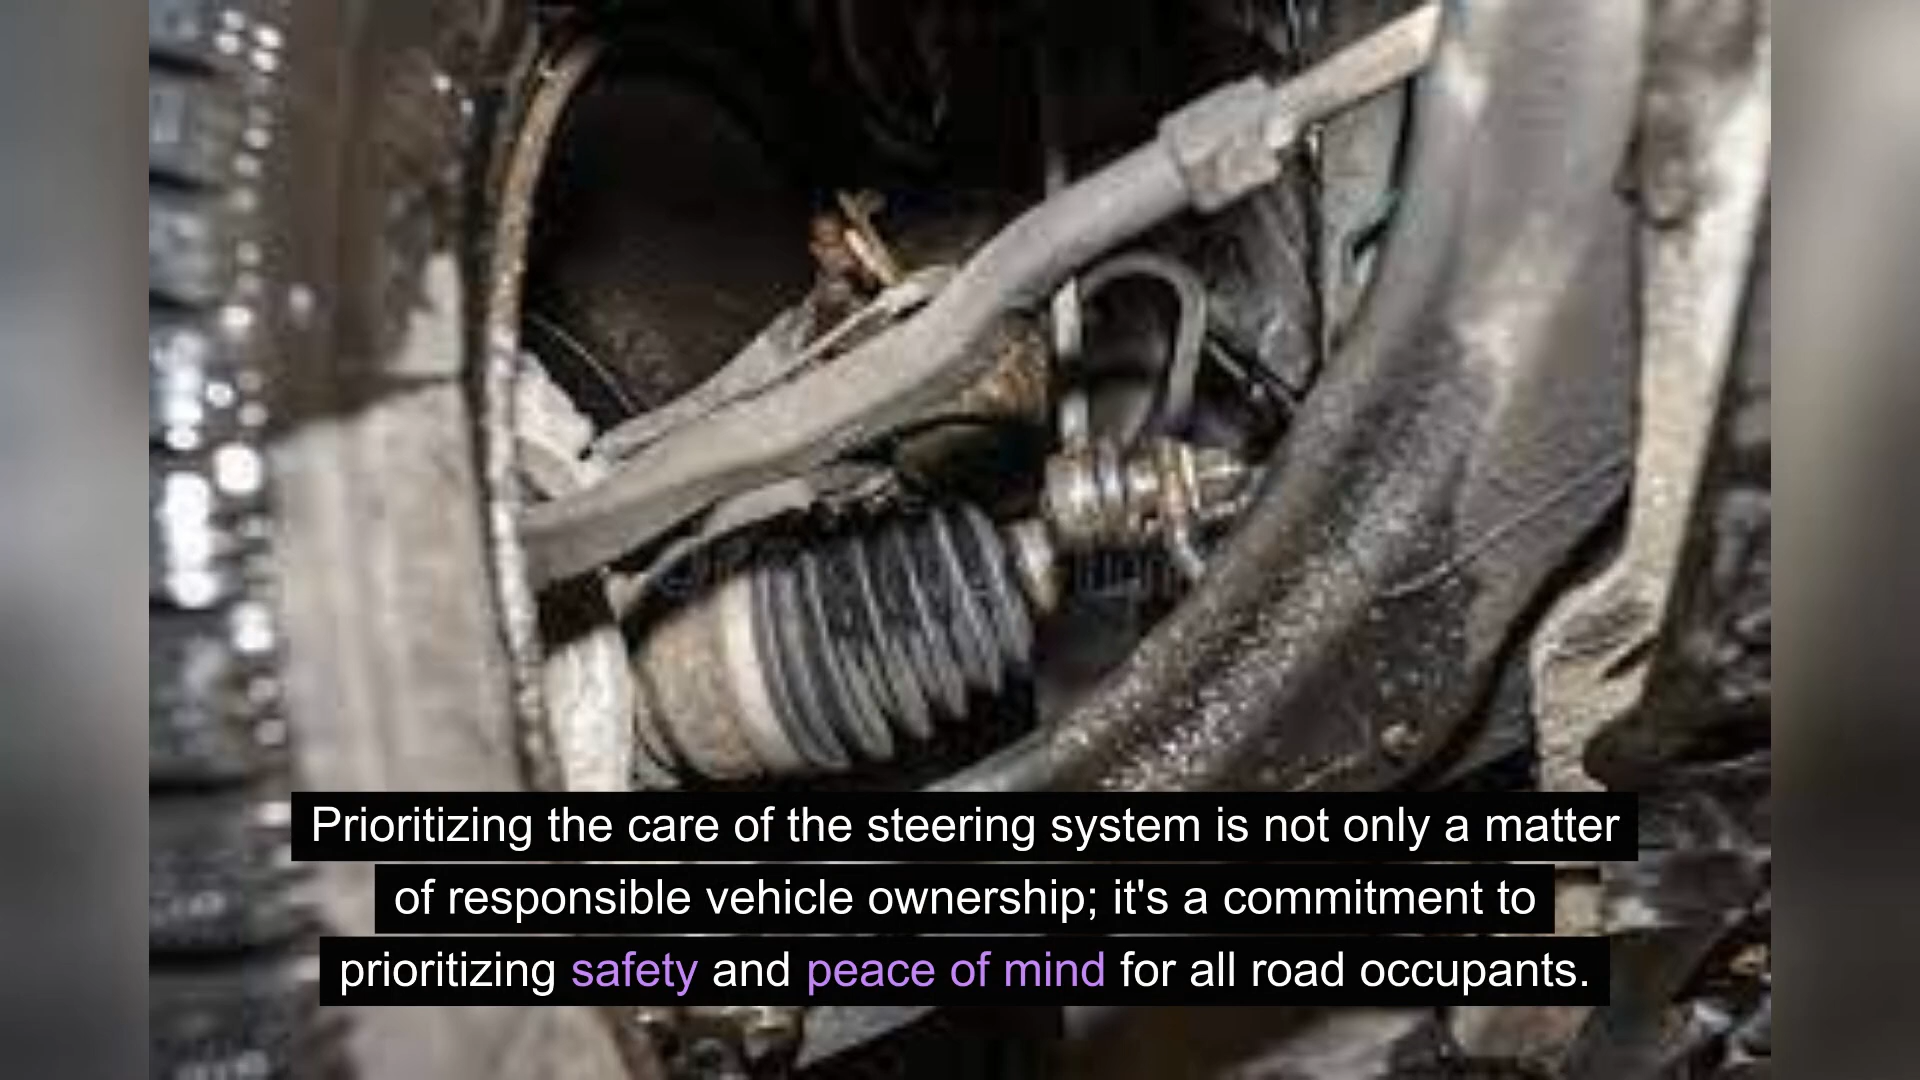 Prioritizing the care of the steering system is not only a matter
of responsible vehicle ownership; it's a commitment to
prioritizing safety and peace of mind for all road occupants.